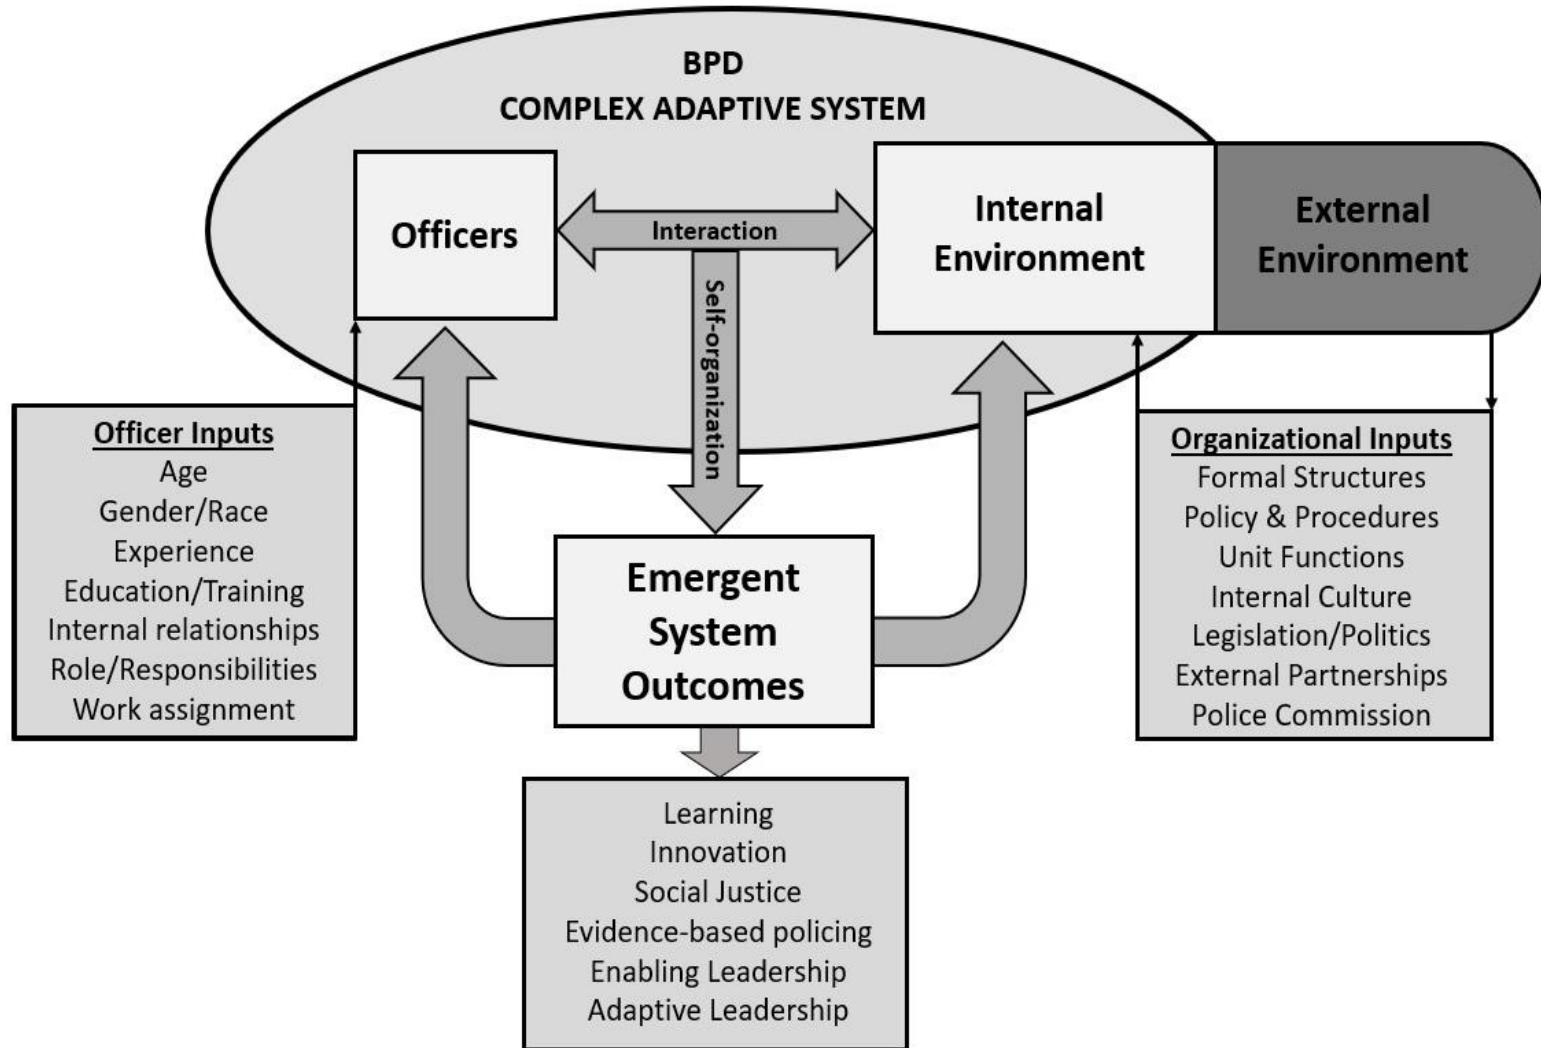 BPD
COMPLEX ADAPTIVE SYSTEM
Officers
Interaction
Internal
Environment
External
Environment
Self-organization
Officer Inputs
Age
Gender/Race
Experience
Education/Training
Internal relationships
Role/Responsibilities
Work assignment
Organizational Inputs
Formal Structures
Policy & Procedures
Unit Functions
Internal Culture
Legislation/Politics
External Partnerships
Police Commission
Emergent
System
Outcomes
Learning
Innovation
Social Justice
Evidence-based policing
Enabling Leadership
Adaptive Leadership